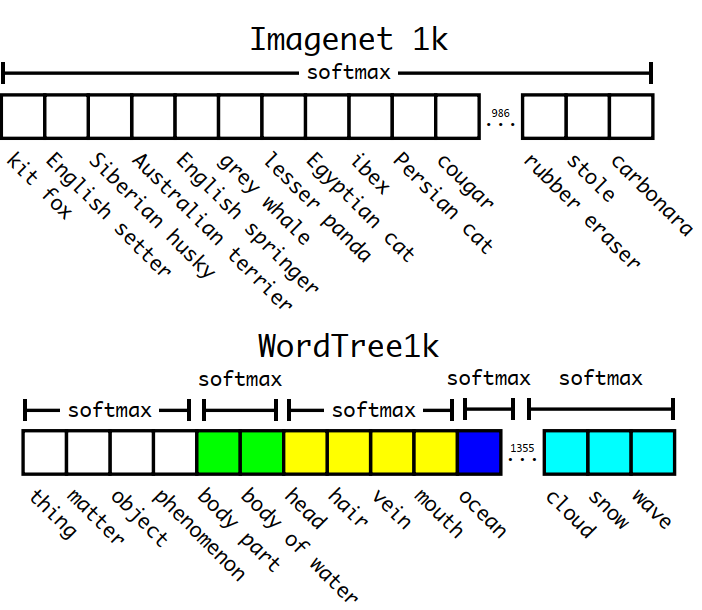 Imagenet 1k
softmax
986
...
kit fox
English setter
Siberian husky
Australian terrier
English springer
grey whale
lesser panda
Egyptian cat
ibex
Persian cat
cougar
rubber eraser
stole
carbonara
WordTree1k
softmax
softmax
softmax
softmax
softmax
1355
...
thing
matter
object
phenomenon
body part
body of water
head
hair
vein
mouth
ocean
cloud
snow
wave